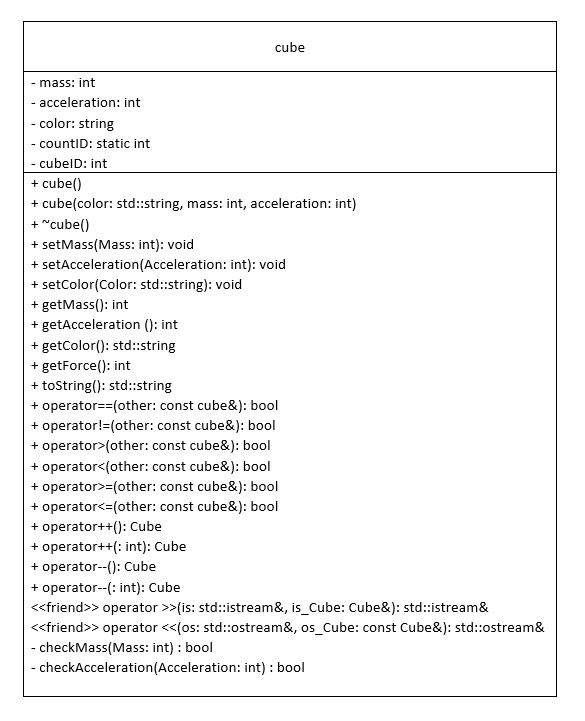 cube
- mass: int
- acceleration: int
- color: string
- countID: static int
- cubeID: int
+ cube()
+ cube(color: std::string, mass: int, acceleration: int)
+ ~cube()
+ setMass(Mass: int): void
+ setAcceleration(Acceleration: int): void
+ setColor(Color: std::string): void
+ getMass(): int
+ getAcceleration (): int
+ getColor(): std::string
+ getForce(): int
+ toString(): std::string
+ operator==(other: const cube&): bool
+ operator!=(other: const cube&): bool
+ operator>(other: const cube&): bool
+ operator<(other: const cube&): bool
+ operator>=(other: const cube&): bool
+ operator<=(other: const cube&): bool
+ operator++(): Cube
+ operator++(: int): Cube
+ operator--(): Cube
+ operator--(: int): Cube
<<friend>> operator >>(is: std::istream&, is_Cube: Cube&): std::istream&
<<friend>> operator <<(os: std::ostream&, os_Cube: const Cube&): std::ostream&
- checkMass(Mass: int) : bool
- checkAcceleration(Acceleration: int) : bool